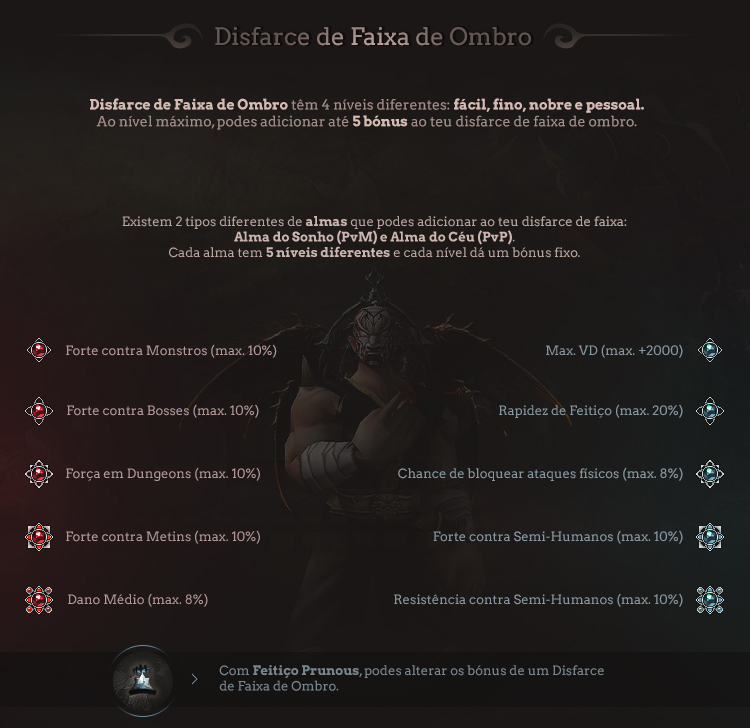 Disfarce de Faixa de Ombro
Disfarce de Faixa de Ombro têm 4 níveis diferentes: fácil, fino, nobre e pessoal.
Ao nível máximo, podes adicionar até 5 bónus ao teu disfarce de faixa de ombro.
Existem 2 tipos diferentes de almas que podes adicionar ao teu disfarce de faixa:
Alma do Sonho (PvM) e Alma do Céu (PvP).
Cada alma tem 5 níveis diferentes e cada nível dá um bónus fixo.
Forte contra Monstros (max. 10%)
Max. VD (max. +2000)
Forte contra Bosses (max. 10%)
Rapidez de Feitiço (max. 20%)
Força em Dungeons (max. 10%)
Chance de bloquear ataques físicos (max. 8%)
Forte contra Metins (max. 10%)
Forte contra Semi-Humanos (max. 10%)
Dano Médio (max. 8%)
Resistência contra Semi-Humanos (max. 10%)
Com Feitiço Prunous, podes alterar os bónus de um Disfarce
de Faixa de Ombro.